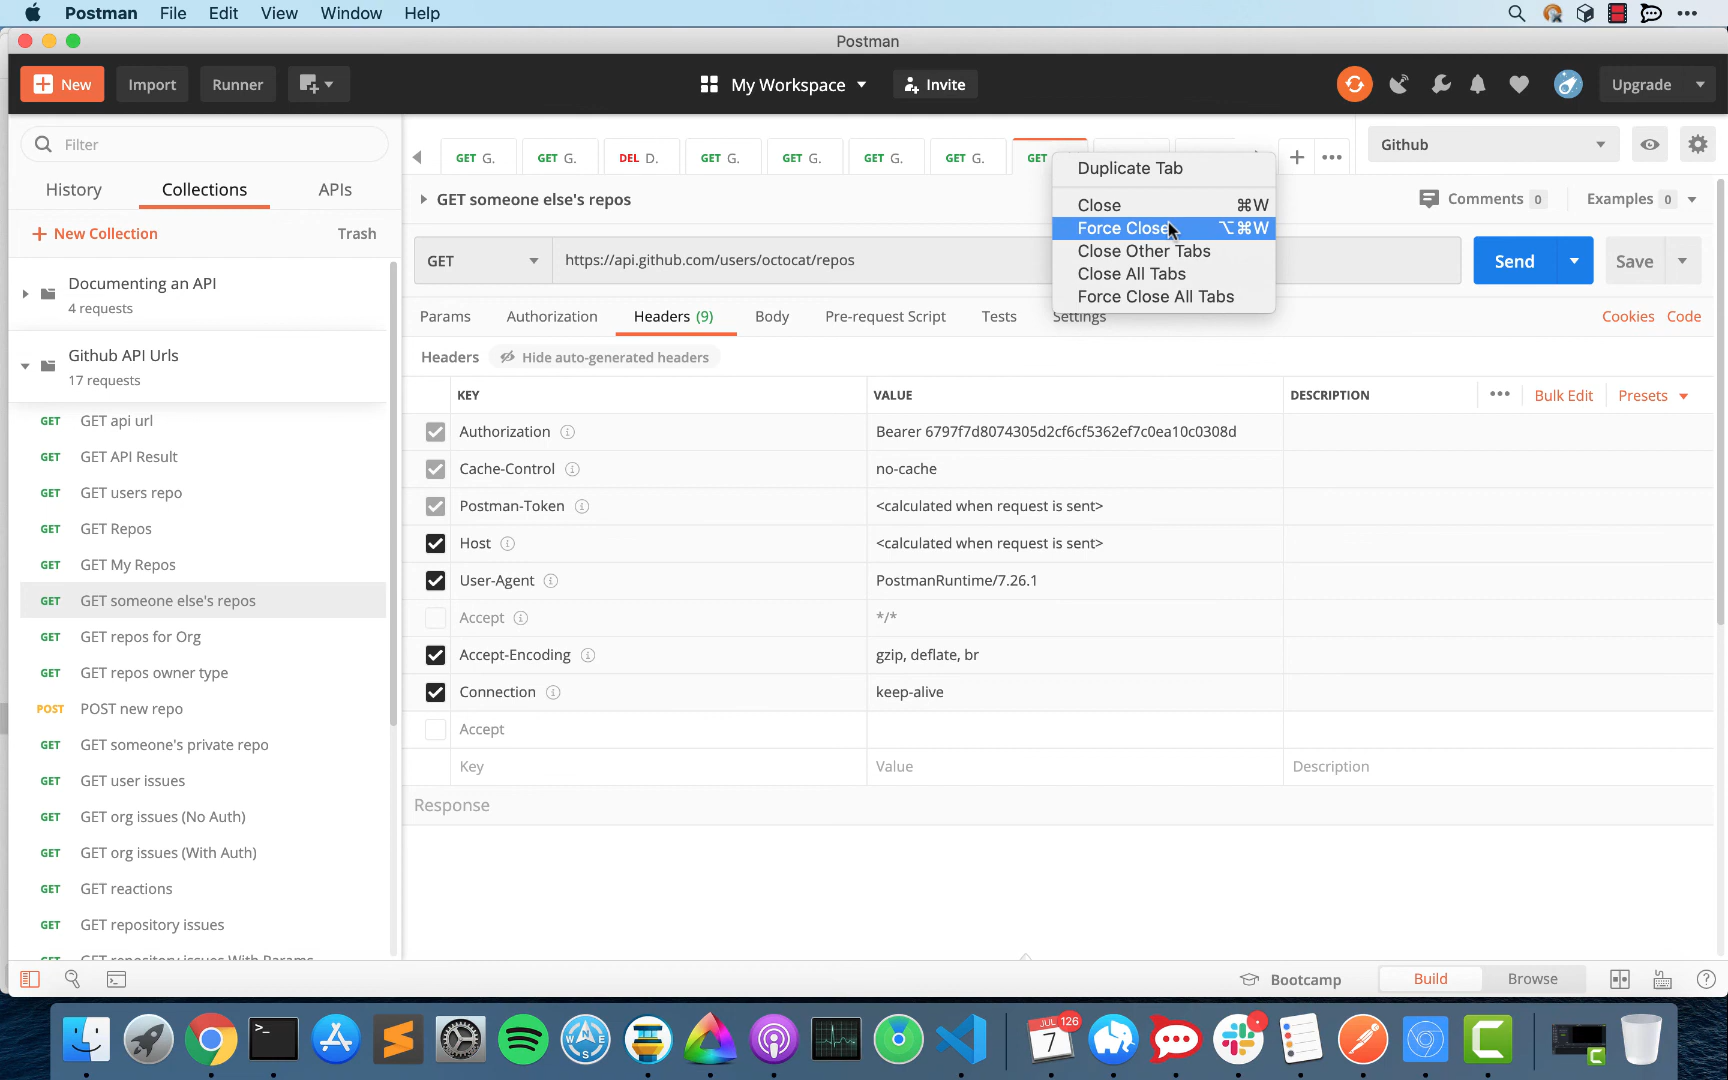 Postman File Edit View Window Help
Postman
New Import Runner My Workspace Invite Upgrade
Filter
History Collections APIs
New Collection Trash
Documenting an API
4 requests
Github API Urls
17 requests
GET GET api url
GET GET API Result
GET GET users repo
GET GET Repos
GET GET My Repos
GET GET someone else's repos
GET GET repos for Org
GET GET repos owner type
POST POST new repo
GET GET someone's private repo
GET GET user issues
GET GET org issues (No Auth)
GET GET org issues (With Auth)
GET GET reactions
GET GET repository issues
GET GET repository issues With Params
GET G. GET G. DEL D. GET G. GET G. GET G. GET G. GET
Github
GET someone else's repos
Comments 0 Examples 0
GET https://api.github.com/users/octocat/repos
Send Save
Duplicate Tab
Close ⌘W
Force Close ⌥⌘W
Close Other Tabs
Close All Tabs
Force Close All Tabs
Params Authorization Headers (9) Body Pre-request Script Tests Settings Cookies Code
Headers Hide auto-generated headers
KEY VALUE DESCRIPTION Bulk Edit Presets
Authorization Bearer 6797f7d8074305d2cf6cf5362ef7c0ea10c0308d
Cache-Control no-cache
Postman-Token <calculated when request is sent>
Host <calculated when request is sent>
User-Agent PostmanRuntime/7.26.1
Accept */*
Accept-Encoding gzip, deflate, br
Connection keep-alive
Accept
Key Value Description
Response
Bootcamp Build Browse
JUL 126
7